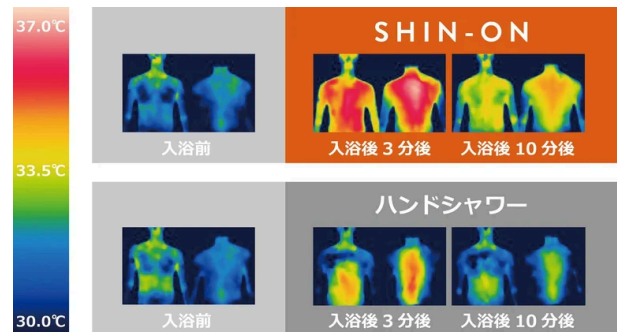 37.0℃
33.5℃
30.0℃
SHIN-ON
入浴前
入浴後 3 分後
入浴後 10 分後
ハンドシャワー
入浴前
入浴後 3 分後
入浴後 10 分後